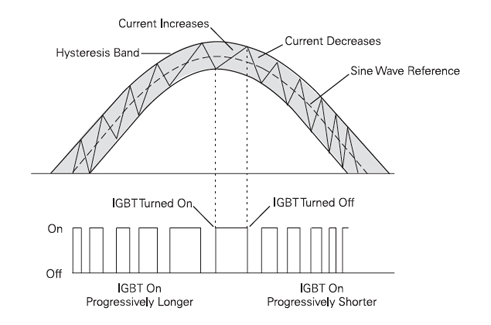 Current Increases
Hysteresis Band
Current Decreases
Sine Wave Reference
IGBT Turned On
IGBT Turned Off
On
Off
IGBT On
Progressively Longer
IGBT On
Progressively Shorter